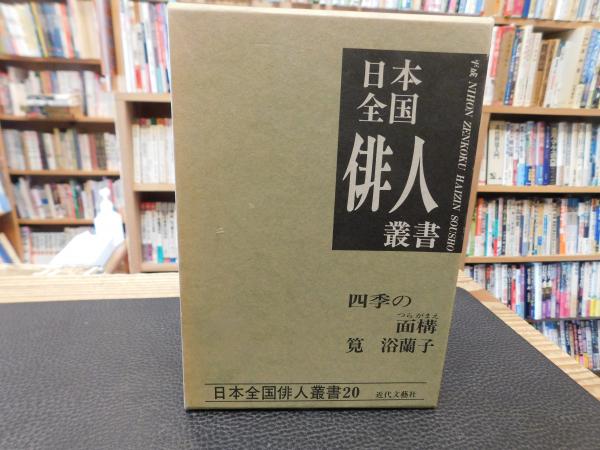 日本
全国
俳人
叢書
平成 NIHON ZENKOKU HAIZIN SOUSHO
四季の
つらがまえ
面構
筧 浴蘭子
日本全国俳人叢書20 近代文藝社